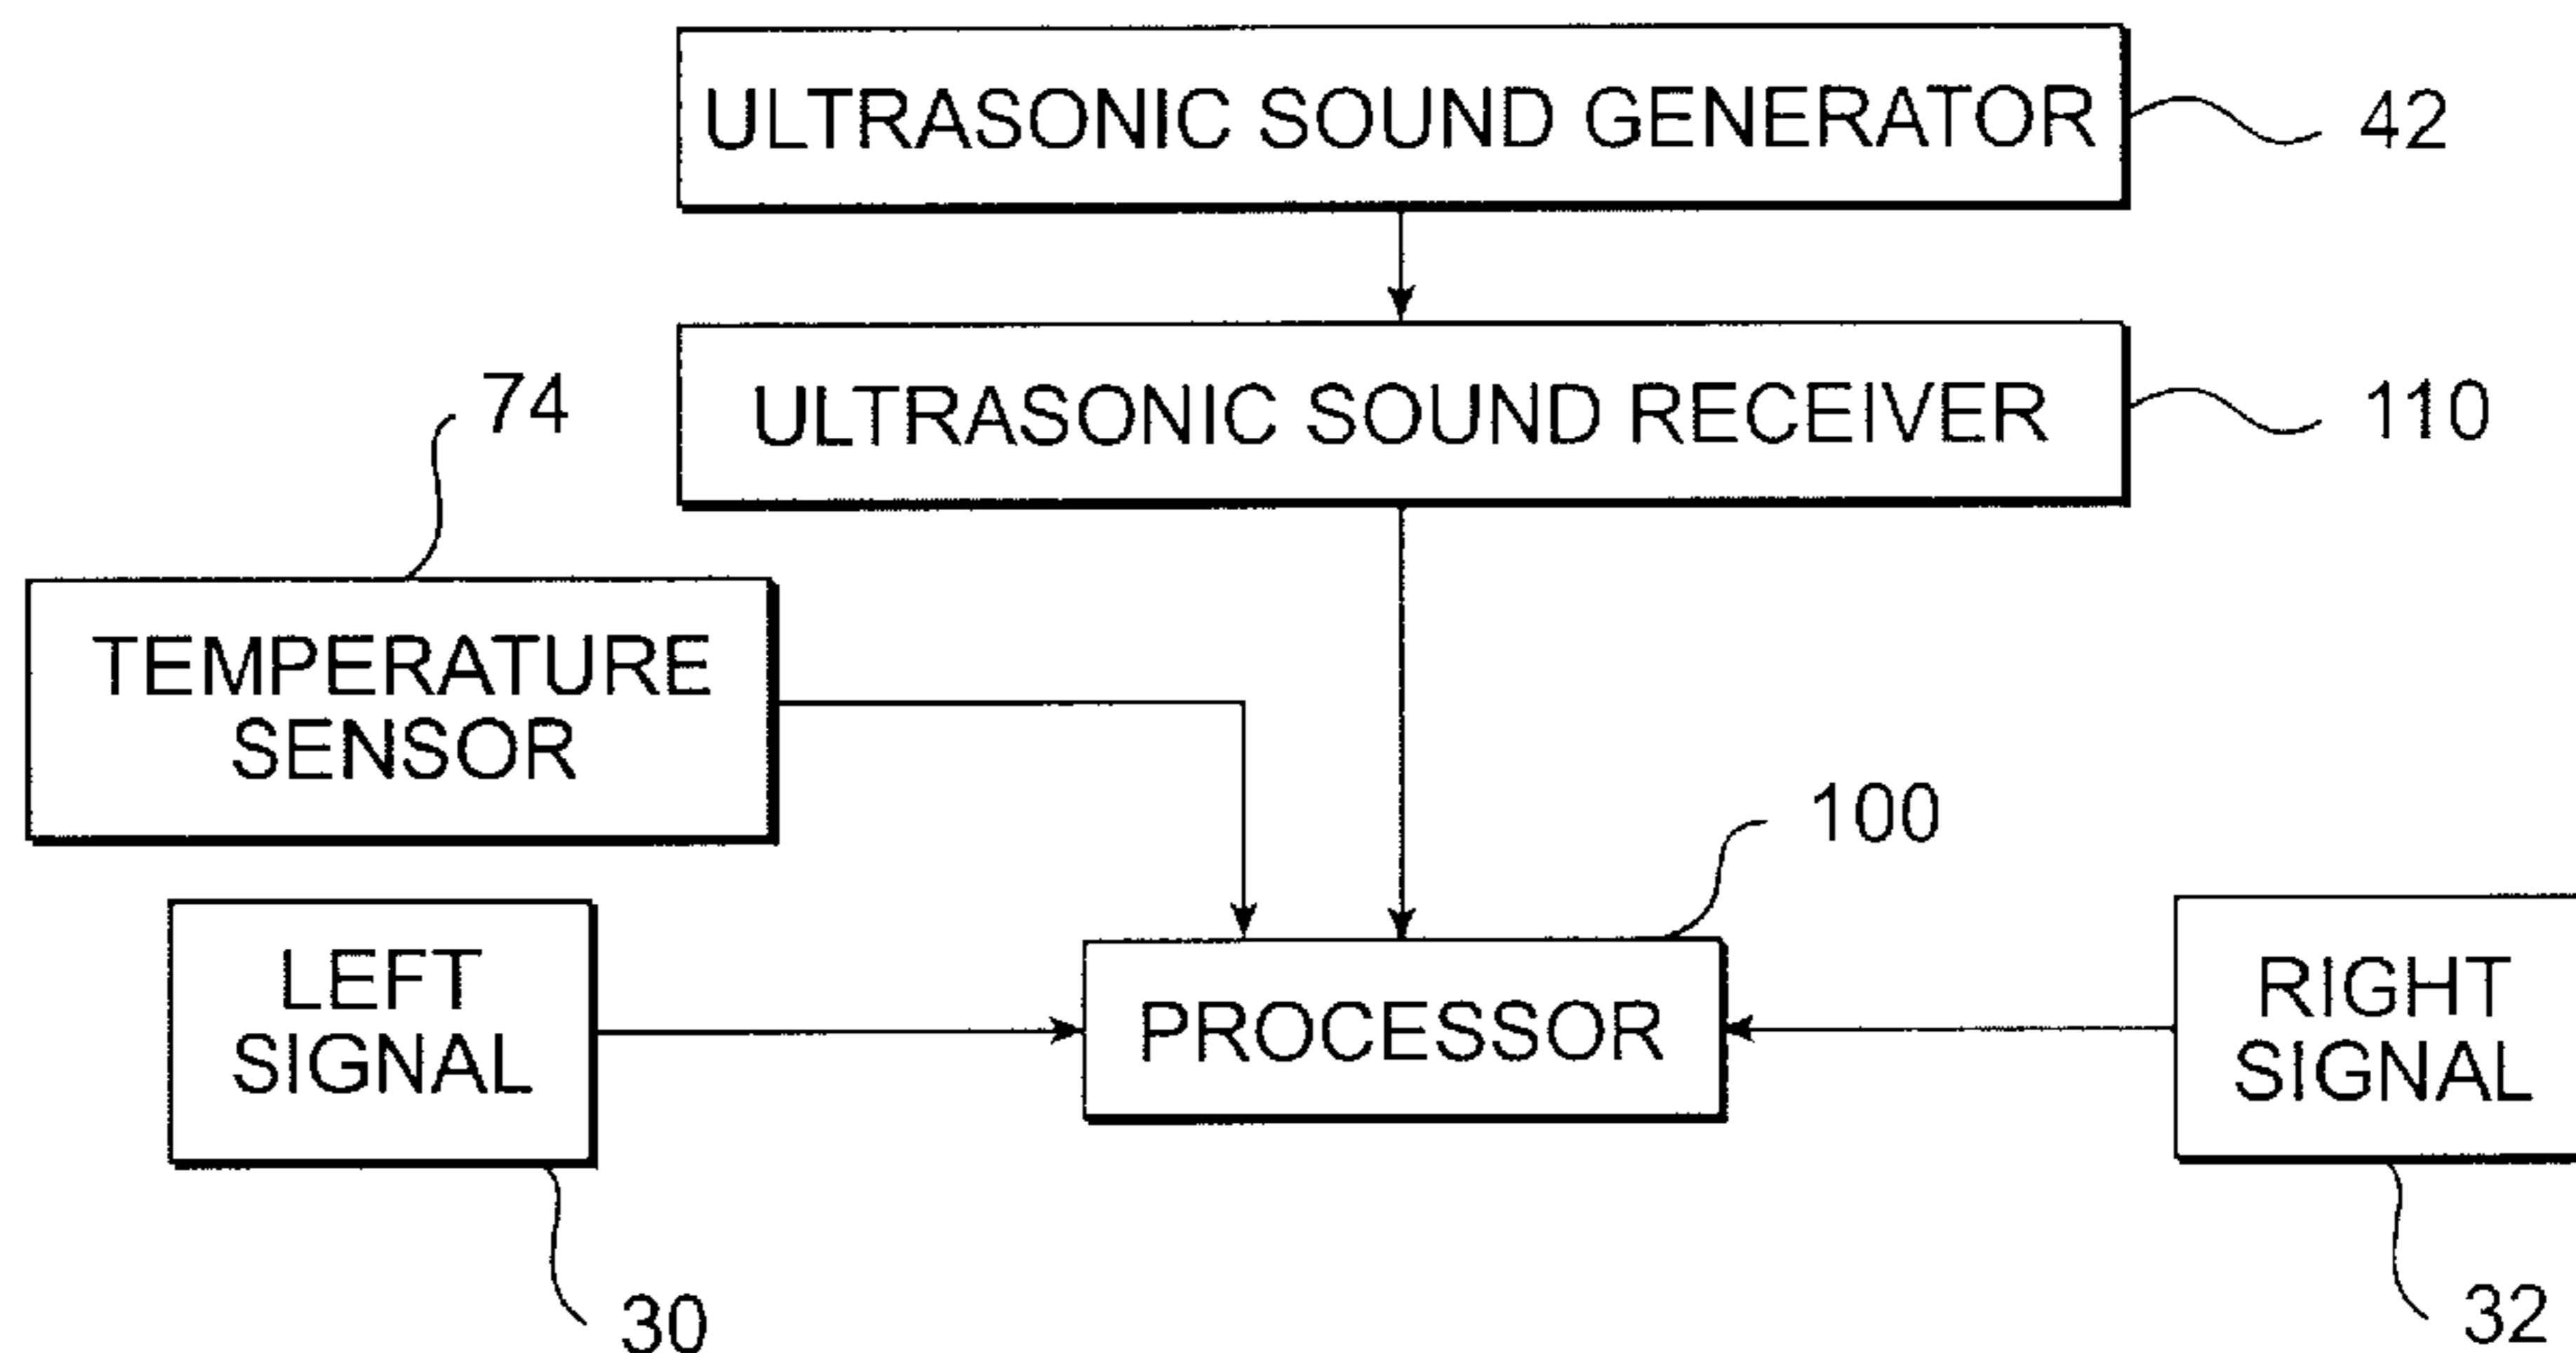 ULTRASONIC SOUND GENERATOR
42
ULTRASONIC SOUND RECEIVER
110
74
TEMPERATURE
SENSOR
100
LEFT
SIGNAL
PROCESSOR
RIGHT
SIGNAL
30
32